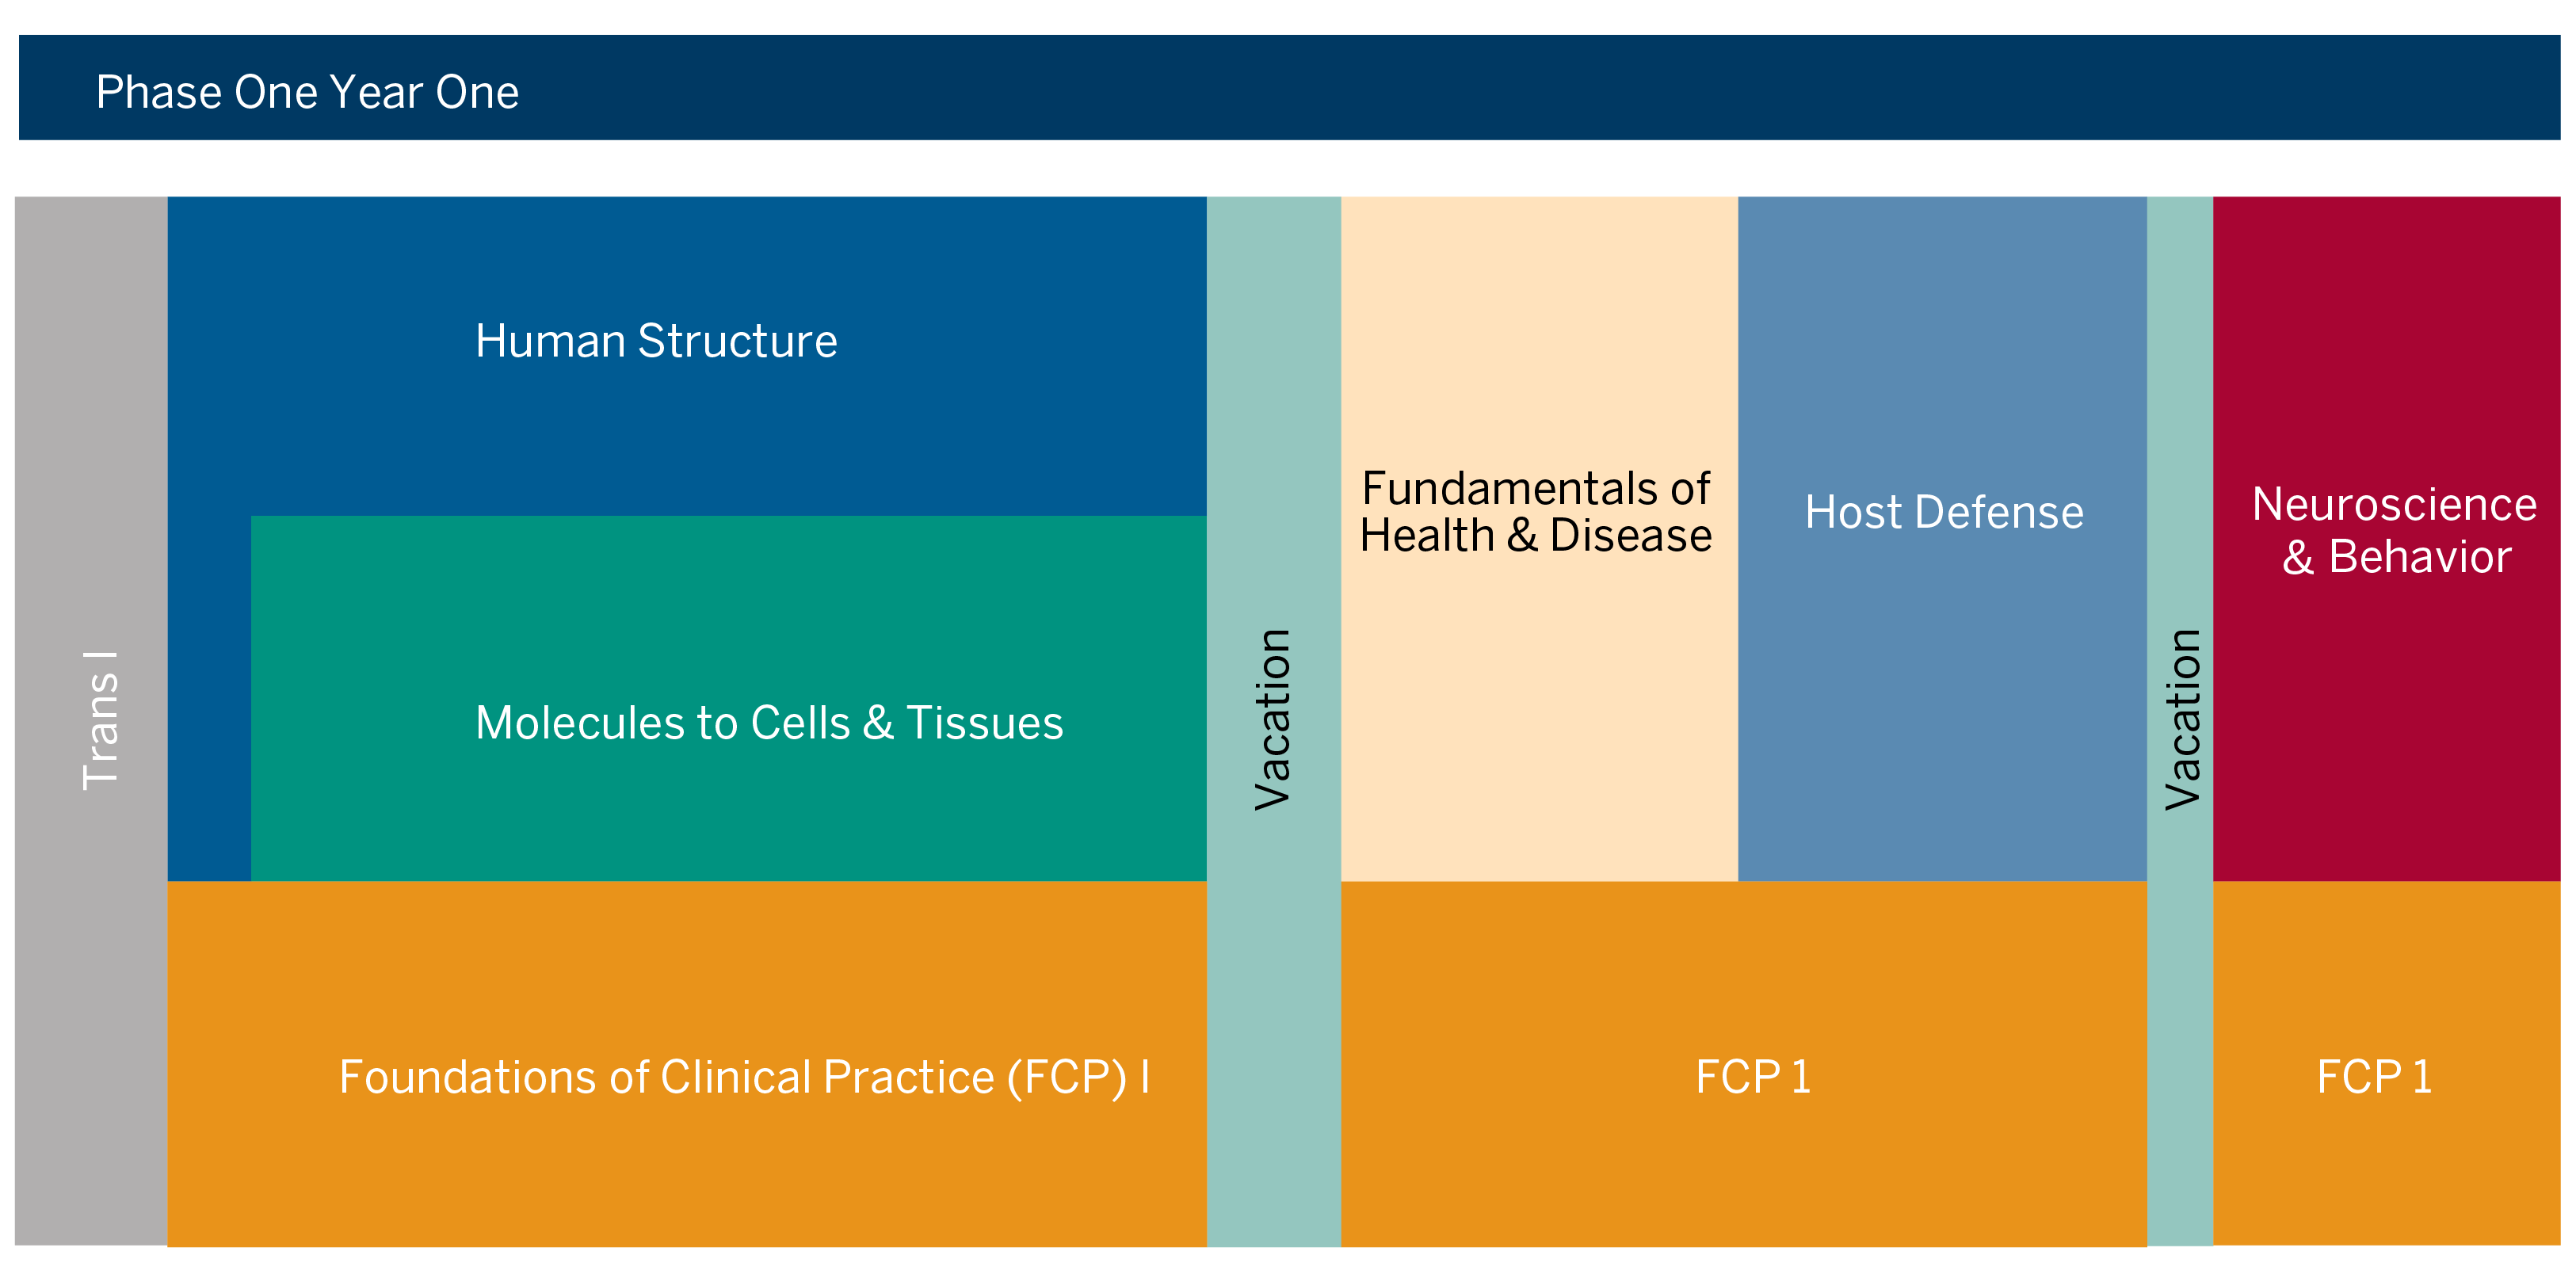 Phase One Year One
Trans I
Human Structure
Molecules to Cells & Tissues
Foundations of Clinical Practice (FCP) I
Vacation
Fundamentals of
Health & Disease
Host Defense
FCP 1
Vacation
Neuroscience
& Behavior
FCP 1